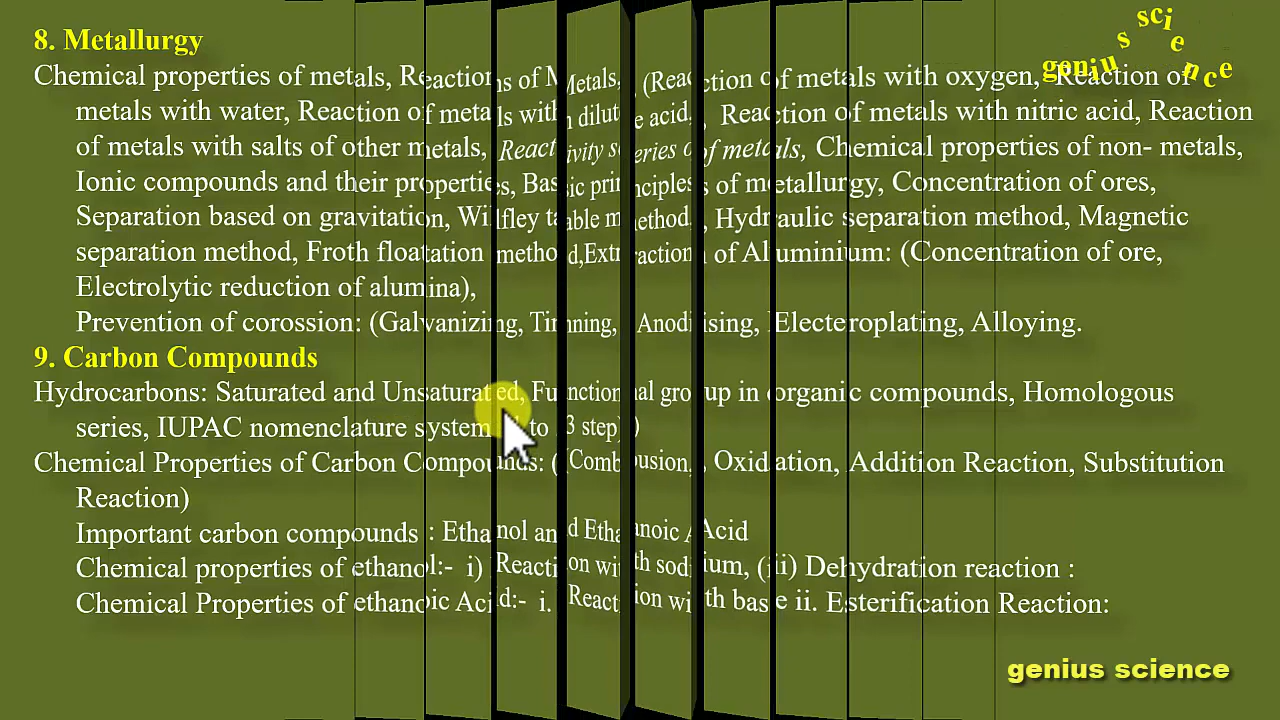 8. Metallurgy
genius science
Chemical properties of metals, Reactions of Metals, (Reaction of metals with oxygen, Reaction of
metals with water, Reaction of metals with dilute acid, Reaction of metals with nitric acid, Reaction
of metals with salts of other metals, Reactivity series of metals, Chemical properties of non- metals,
Ionic compounds and their properties, Basic principles of metallurgy, Concentration of ores,
Separation based on gravitation, Wilfley table method, Hydraulic separation method, Magnetic
separation method, Froth floatation method,Extraction of Aluminium: (Concentration of ore,
Electrolytic reduction of alumina),
Prevention of corossion: (Galvanizing, Tinning, Anodising, Electeroplating, Alloying.
9. Carbon Compounds
Hydrocarbons: Saturated and Unsaturated, Functional group in organic compounds, Homologous
series, IUPAC nomenclature system to 3 step)
Chemical Properties of Carbon Compounds: (Combusion, Oxidation, Addition Reaction, Substitution
Reaction)
Important carbon compounds : Ethanol and Ethanoic Acid
Chemical properties of ethanol:- i) Reaction with sodium, (ii) Dehydration reaction :
Chemical Properties of ethanoic Acid:- i. Reaction with base ii. Esterification Reaction:
genius science